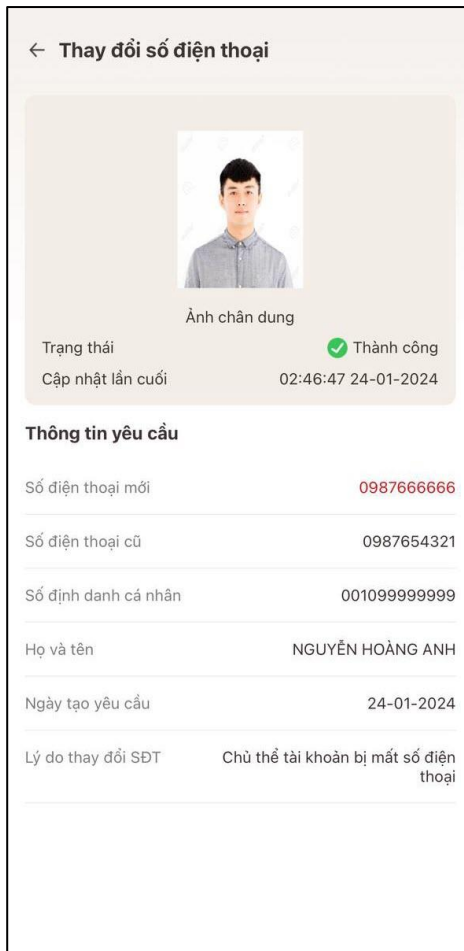 Thay đổi số điện thoại
Ảnh chân dung
Trạng thái Thành công
Cập nhật lần cuối 02:46:47 24-01-2024
Thông tin yêu cầu
Số điện thoại mới 0987666666
Số điện thoại cũ 0987654321
Số định danh cá nhân 001099999999
Họ và tên NGUYỄN HOÀNG ANH
Ngày tạo yêu cầu 24-01-2024
Lý do thay đổi SĐT Chủ thể tài khoản bị mất số điện
thoại